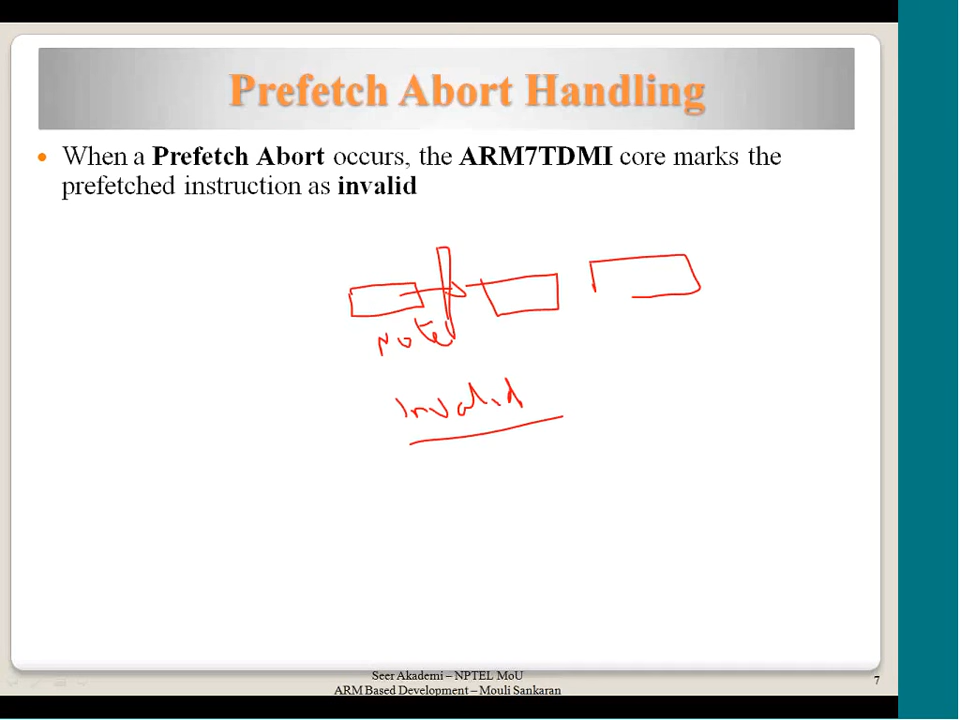 Prefetch Abort Handling
When a Prefetch Abort occurs, the ARM7TDMI core marks the
prefetched instruction as invalid
Note
Invalid
Seer Akademi – NPTEL MoU
ARM Based Development – Mouli Sankaran
7